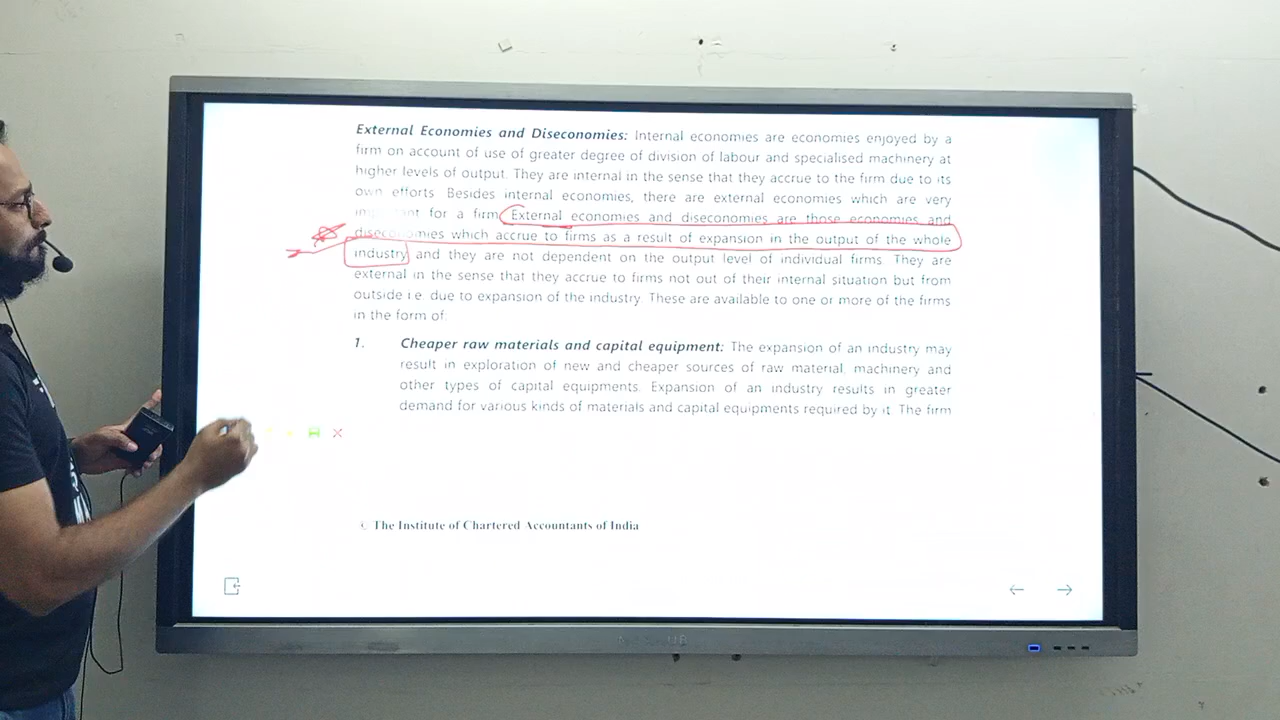 External Economies and Diseconomies: Internal economies are economies enjoyed by a
firm on account of use of greater degree of division of labour and specialised machinery at
higher levels of output. They are internal in the sense that they accrue to the firm due to its
own efforts. Besides internal economies, there are external economies which are very
important for a firm. External economies and diseconomies are those economies and
diseconomies which accrue to firms as a result of expansion in the output of the whole
industry and they are not dependent on the output level of individual firms. They are
external in the sense that they accrue to firms not out of their internal situation but from
outside i.e. due to expansion of the industry. These are available to one or more of the firms
in the form of:
1. Cheaper raw materials and capital equipment: The expansion of an industry may
result in exploration of new and cheaper sources of raw material, machinery and
other types of capital equipments. Expansion of an industry results in greater
demand for various kinds of materials and capital equipments required by it. The firm
© The Institute of Chartered Accountants of India